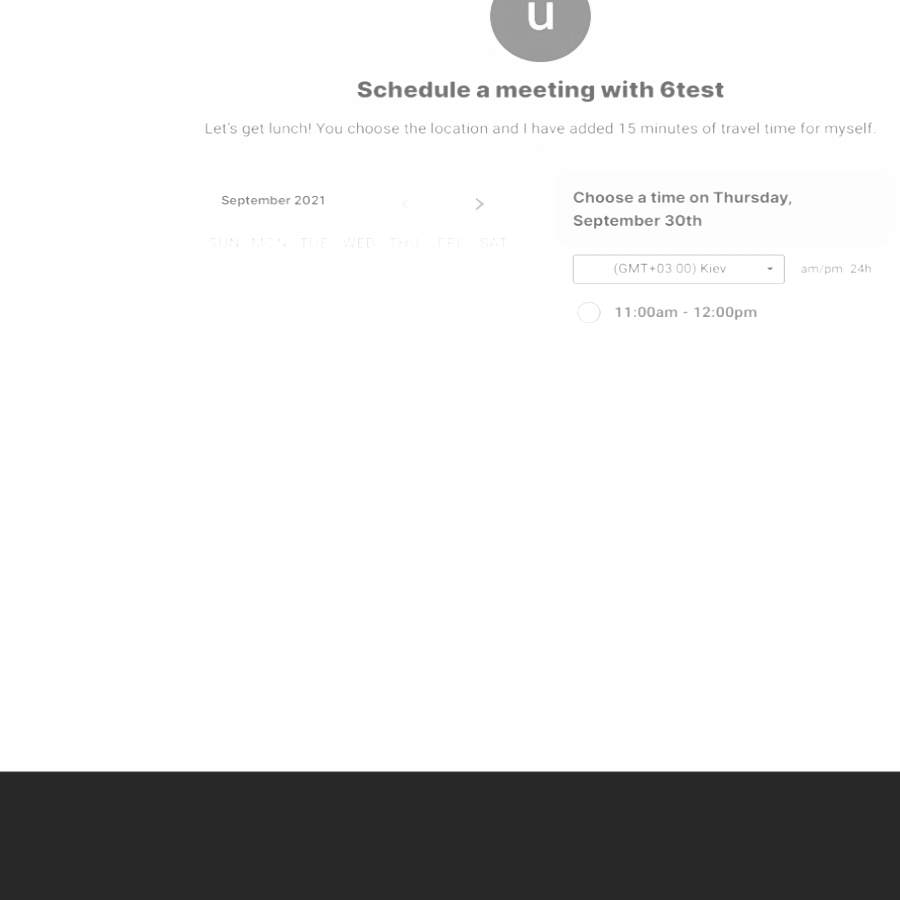 u
Schedule a meeting with 6test
Let's get lunch! You choose the location and I have added 15 minutes of travel time for myself.
September 2021
SUN MON TUE WED THU FRI SAT
Choose a time on Thursday,
September 30th
(GMT+03 00) Kiev
am/pm 24h
11:00am - 12:00pm